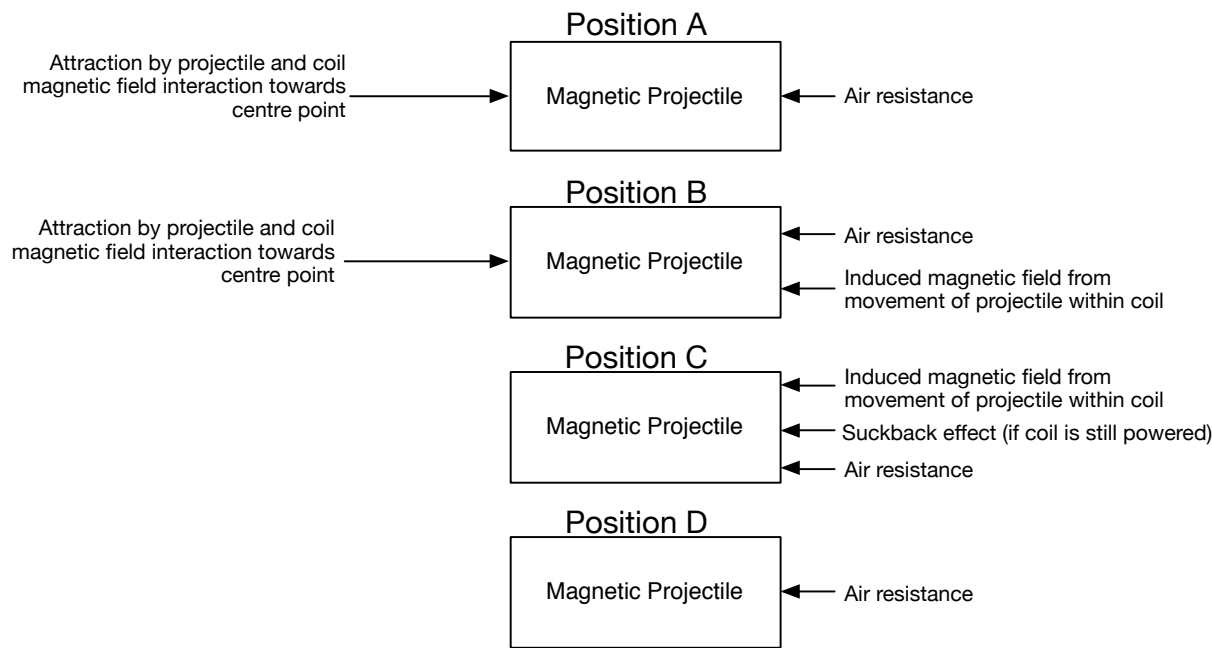 Position A
Attraction by projectile and coil
magnetic field interaction towards
centre point
Magnetic Projectile
Air resistance
Position B
Attraction by projectile and coil
magnetic field interaction towards
centre point
Magnetic Projectile
Air resistance
Induced magnetic field from
movement of projectile within coil
Position C
Magnetic Projectile
Induced magnetic field from
movement of projectile within coil
Suckback effect (if coil is still powered)
Air resistance
Position D
Magnetic Projectile
Air resistance